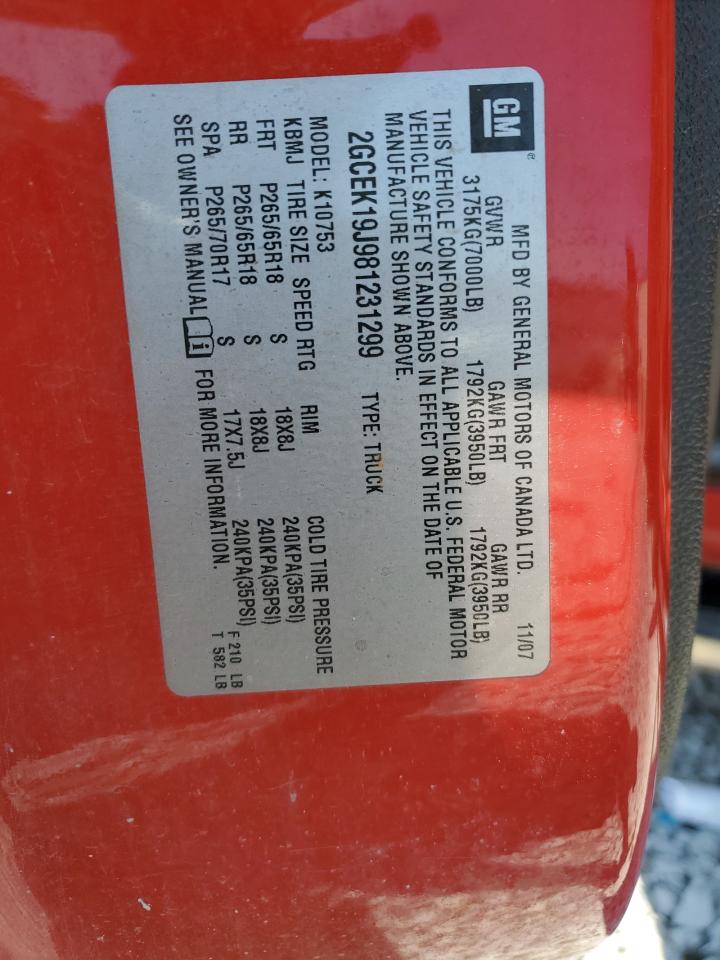 GM ®
MFD BY GENERAL MOTORS OF CANADA LTD. 11/07
GVWR GAWR FRT GAWR RR
3175KG(7000LB) 1792KG(3950LB) 1792KG(3950LB)
THIS VEHICLE CONFORMS TO ALL APPLICABLE U.S. FEDERAL MOTOR
VEHICLE SAFETY STANDARDS IN EFFECT ON THE DATE OF
MANUFACTURE SHOWN ABOVE.
2GCEK19J981231299 TYPE: TRUCK
MODEL: K10753
KBMJ TIRE SIZE SPEED RTG RIM COLD TIRE PRESSURE
FRT P265/65R18 S 18X8J 240KPA(35PSI)
RR P265/65R18 S 18X8J 240KPA(35PSI)
SPA P265/70R17 S 17X7.5J 240KPA(35PSI)
SEE OWNER'S MANUAL i FOR MORE INFORMATION.
F 210 LB
T 582 LB